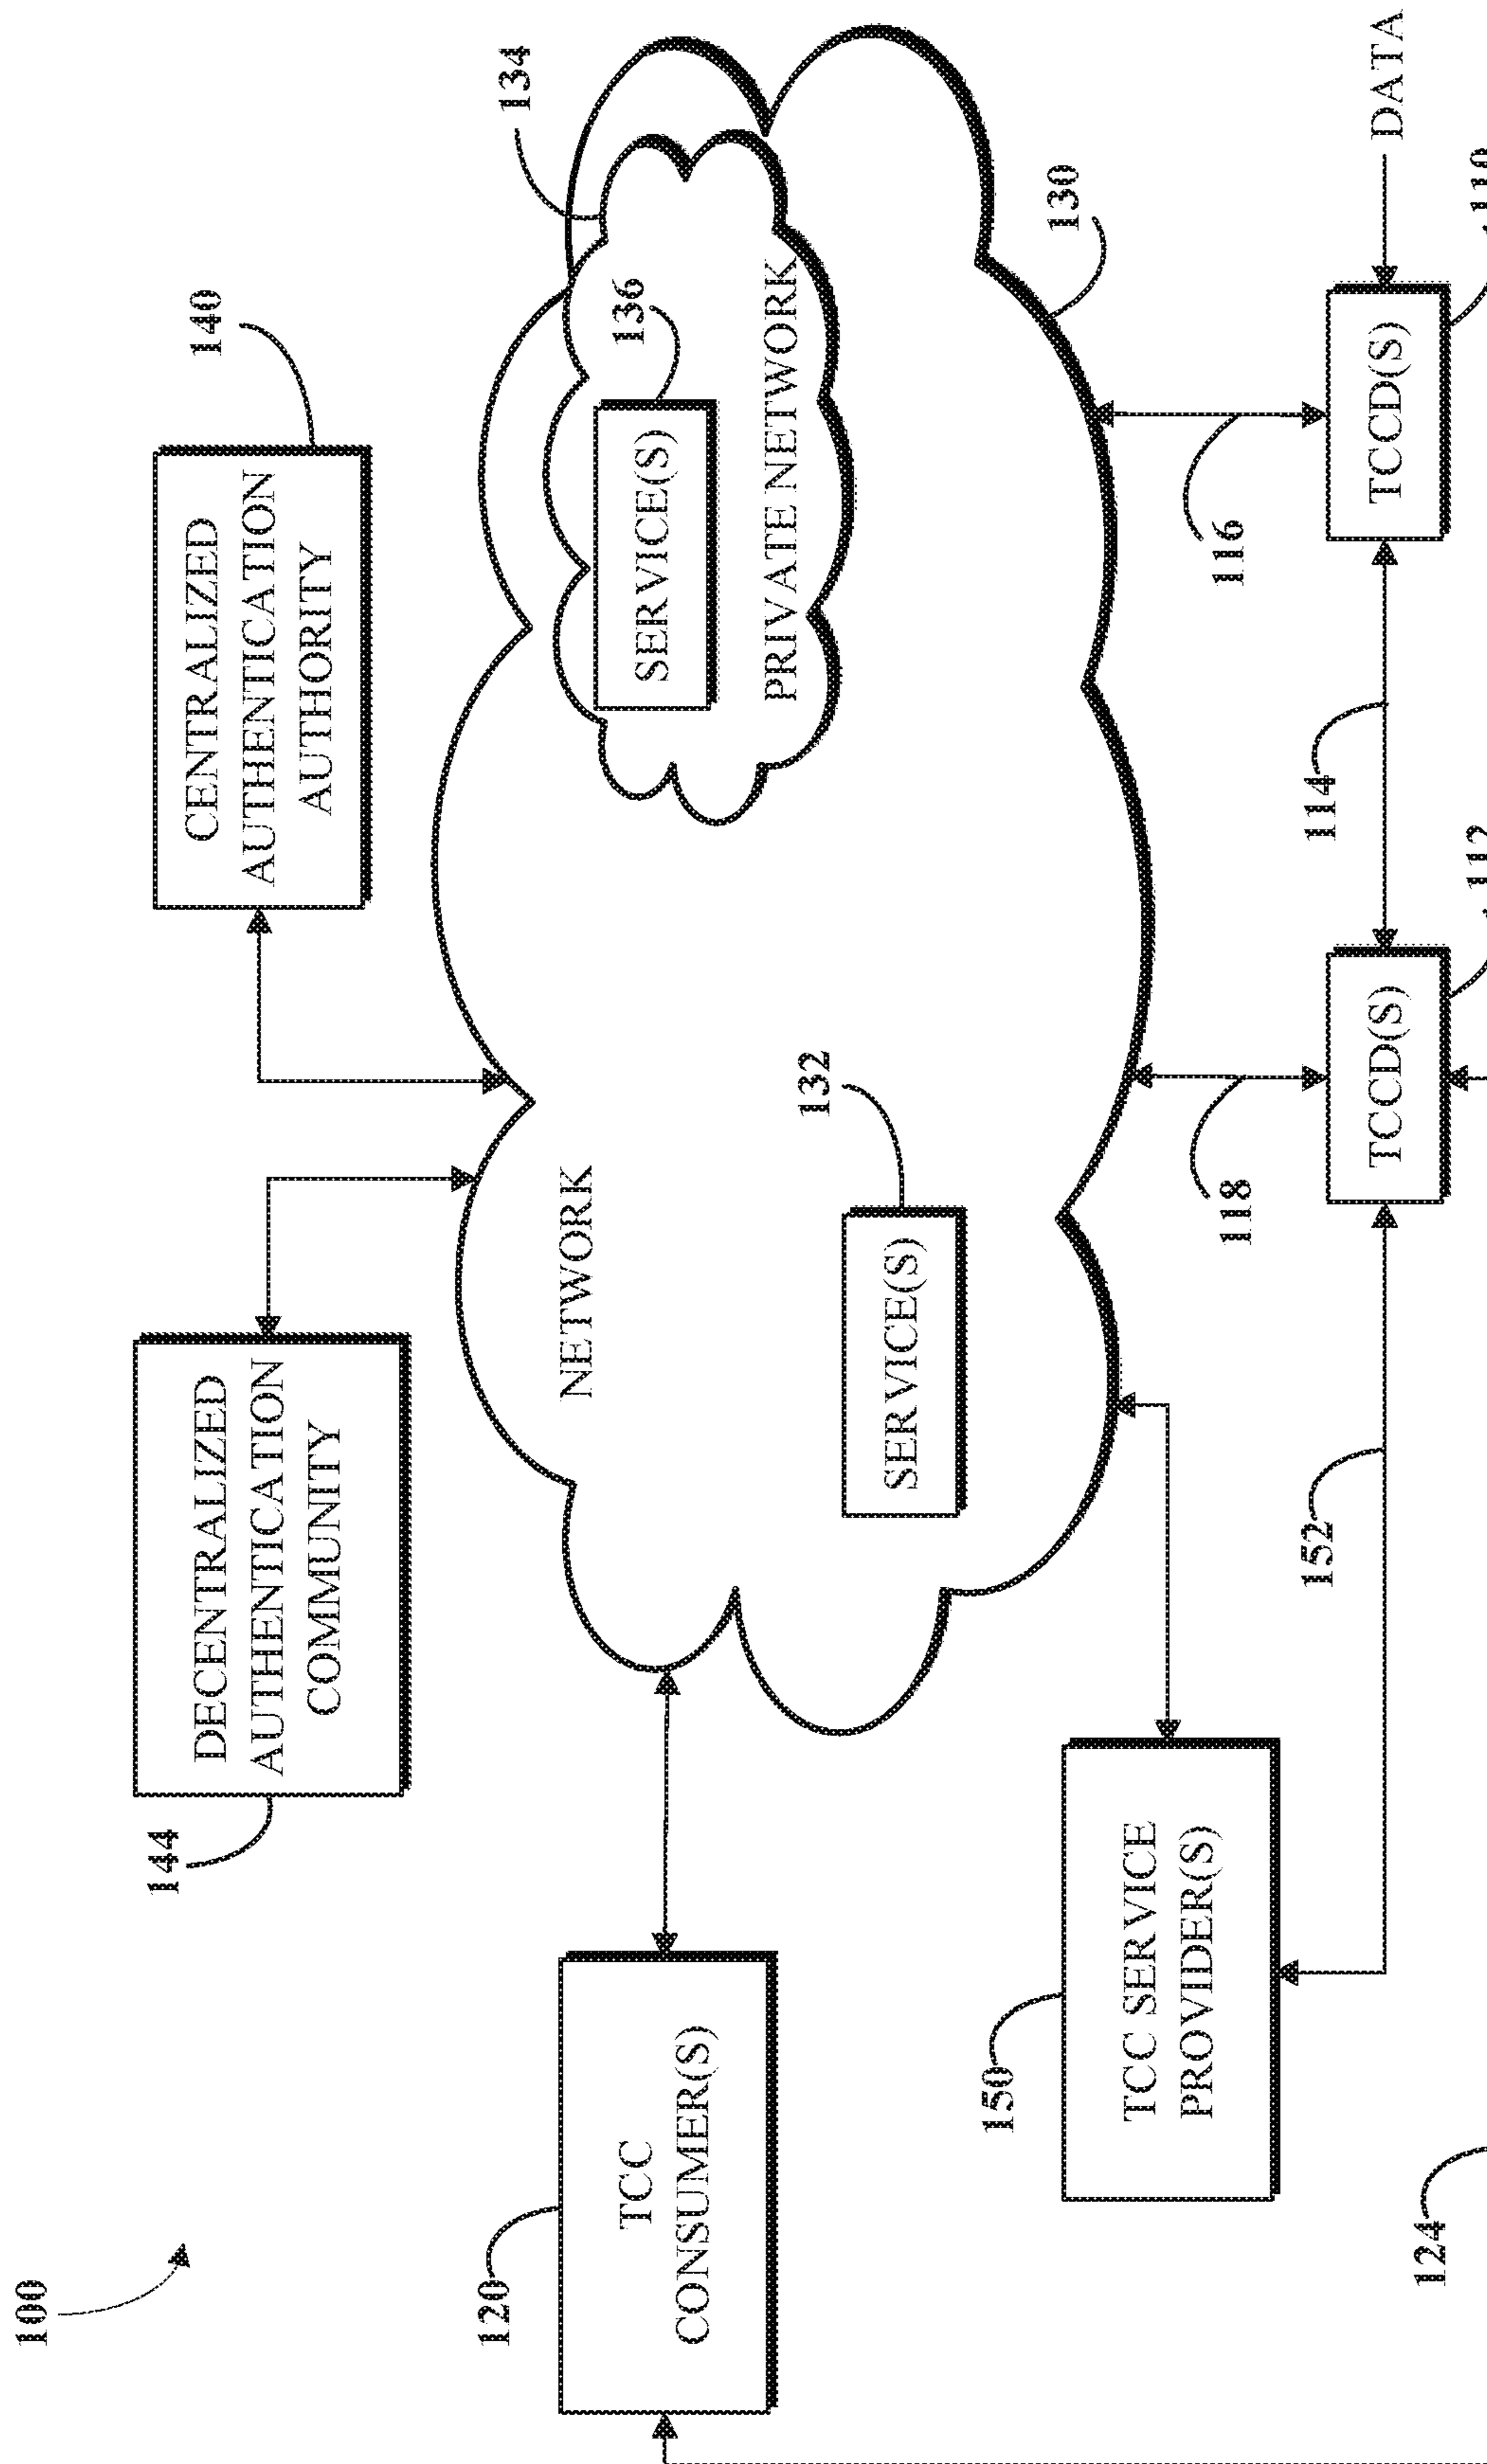 100
144
140
DECENTRALIZED
AUTHENTICATION
COMMUNITY
CENTRALIZED
AUTHENTICATION
AUTHORITY
120
134
TCC
CONSUMER(S)
NETWORK
136
SERVICE(S)
PRIVATE NETWORK
132
SERVICE(S)
150
130
TCC SERVICE
PROVIDER(S)
118
116
152
114
TCCD(S)
TCCD(S)
DATA
124